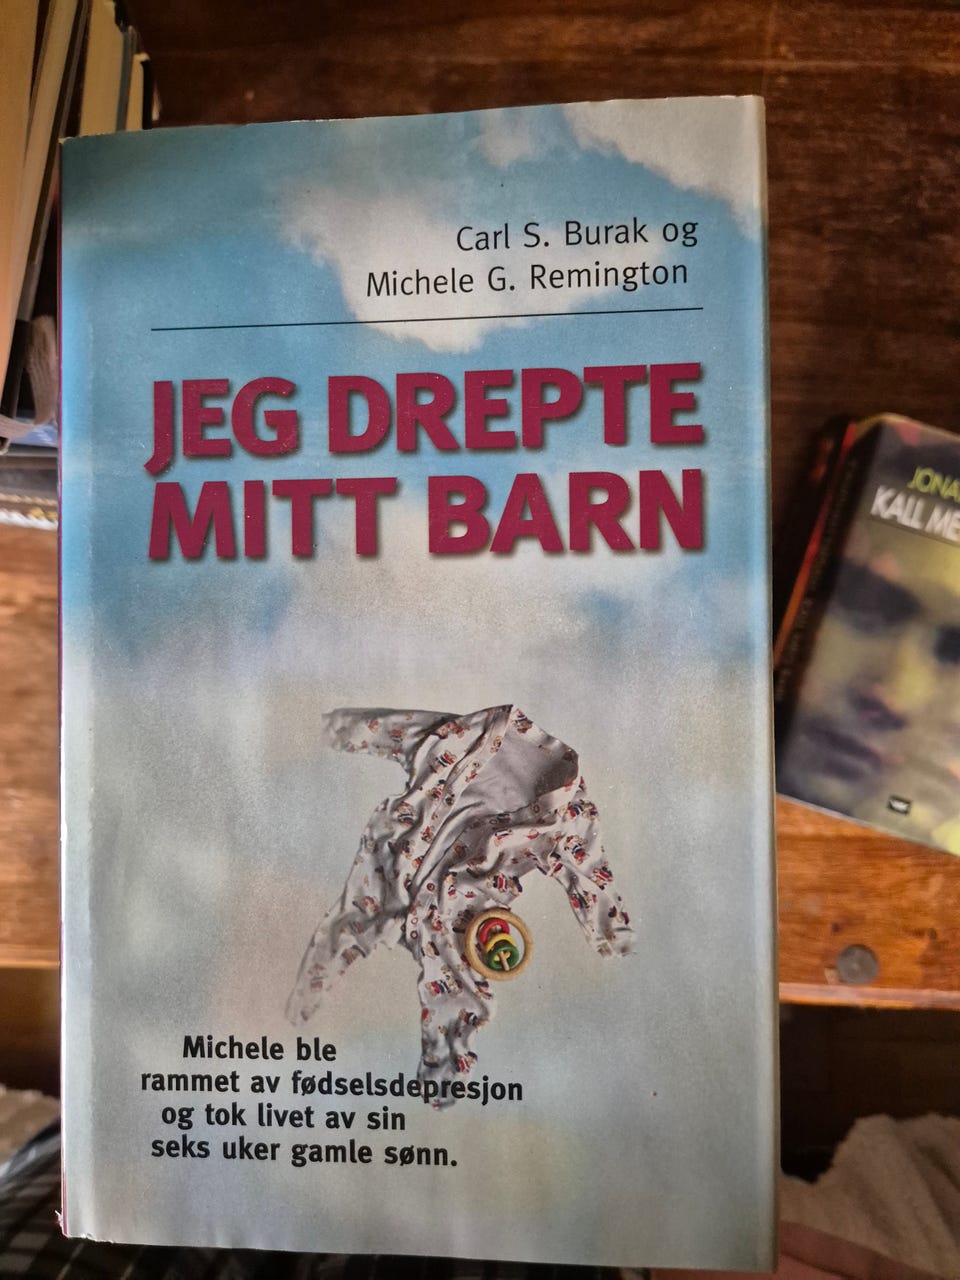 Carl S. Burak og
Michele G. Remington
JEG DREPTE
MITT BARN
Michele ble
rammet av fødselsdepresjon
og tok livet av sin
seks uker gamle sønn.
KALL ME